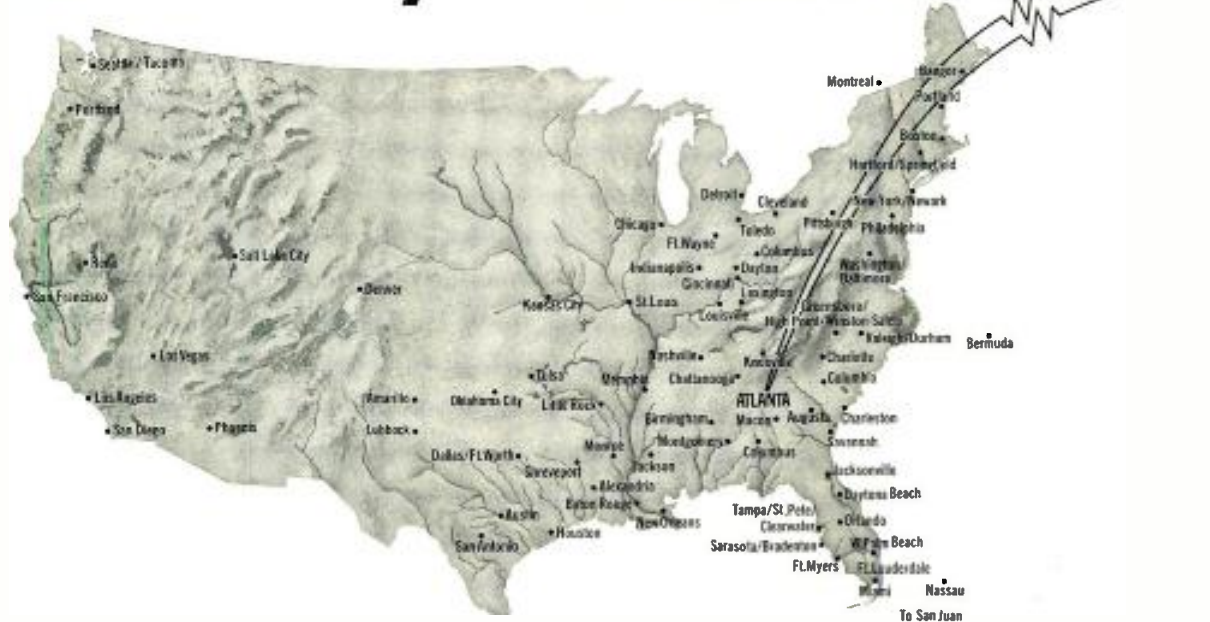 Seattle/Tacoma
Portland
Montreal
Bangor
Portland
Boston
Hartford/Springfield
Detroit
Cleveland
New York/Newark
Chicago
Toledo
Pittsburgh
Philadelphia
Ft.Wayne
Columbus
Reno
Salt Lake City
Indianapolis
Dayton
Washington
Baltimore
Cincinnati
Denver
Lexington
San Francisco
Kansas City
St.Louis
Louisville
Greensboro/
High Point-Winston-Salem
Raleigh/Durham
Bermuda
Las Vegas
Nashville
Knoxville
Charlotte
Tulsa
Memphis
Chattanooga
Columbia
Los Angeles
Amarillo
Oklahoma City
Little Rock
ATLANTA
Birmingham
Macon
Augusta
Charleston
San Diego
Phoenix
Lubbock
Montgomery
Savannah
Monroe
Columbus
Dallas/Ft.Worth
Shreveport
Jackson
Jacksonville
Alexandria
Daytona Beach
Baton Rouge
Tampa/St.Pete/
Clearwater
Austin
New Orleans
Orlando
Houston
San Antonio
Sarasota/Bradenton
W.Palm Beach
Ft.Myers
Ft.Lauderdale
Miami
Nassau
To San Juan